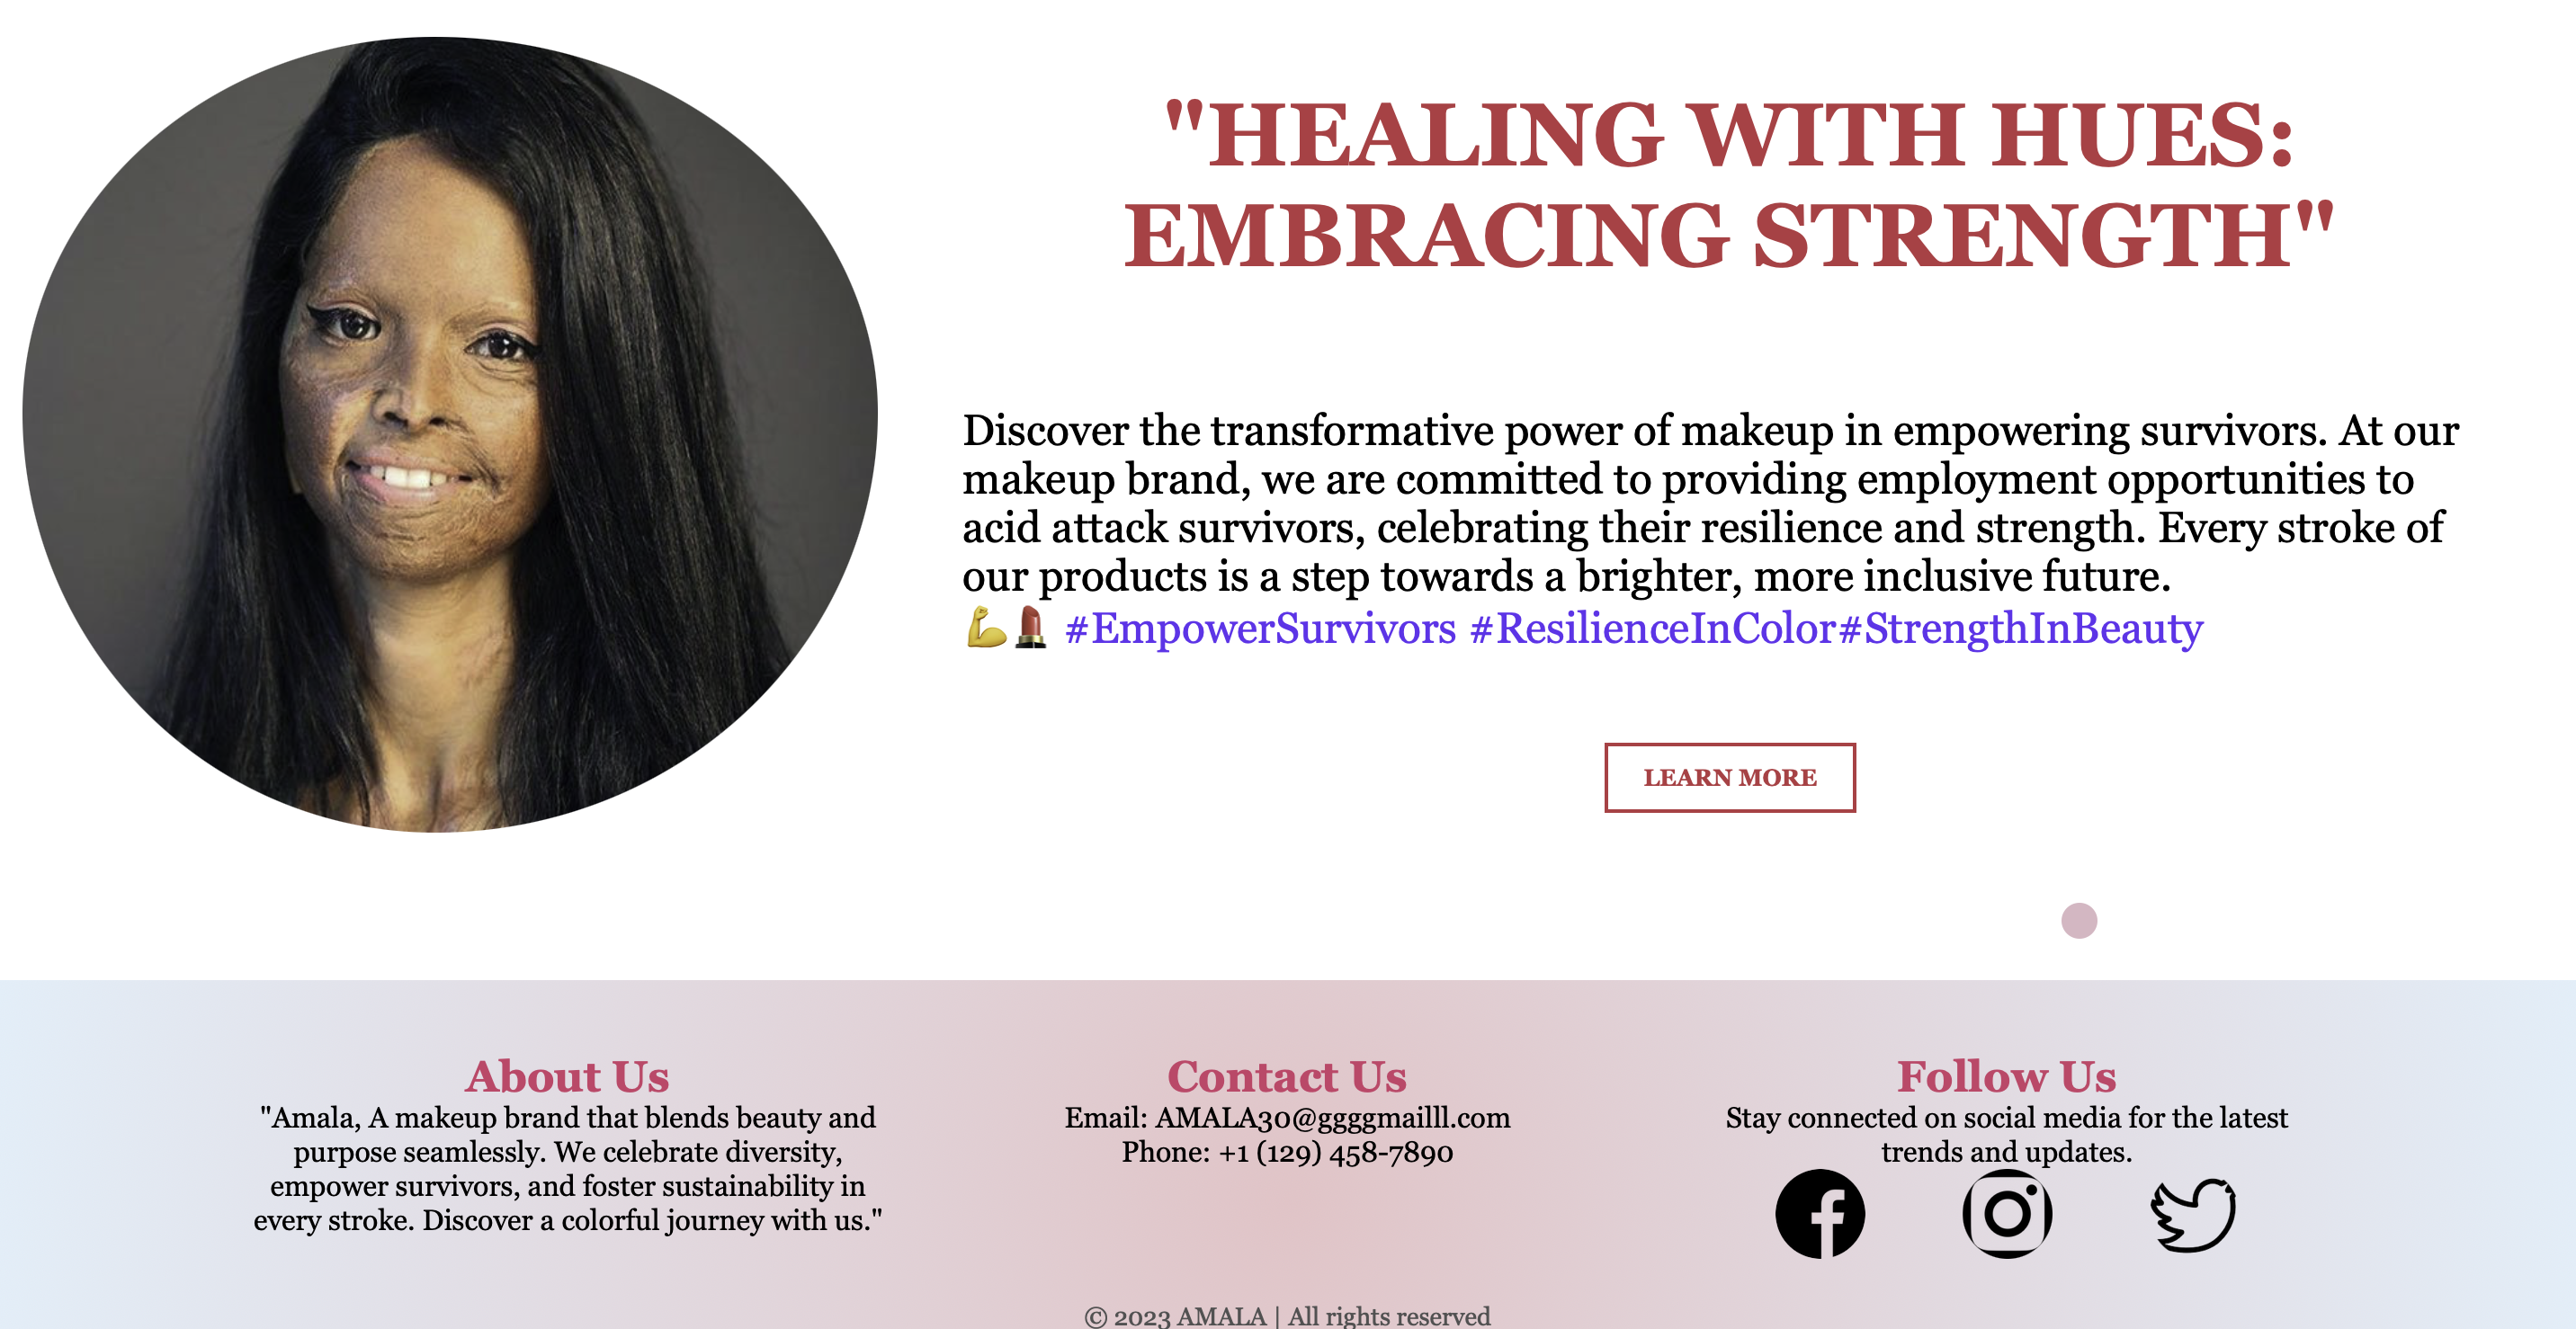 "HEALING WITH HUES:
EMBRACING STRENGTH"
Discover the transformative power of makeup in empowering survivors. At our
makeup brand, we are committed to providing employment opportunities to
acid attack survivors, celebrating their resilience and strength. Every stroke of
our products is a step towards a brighter, more inclusive future.
💪💄 #EmpowerSurvivors #ResilienceInColor#StrengthInBeauty
LEARN MORE
About Us
"Amala, A makeup brand that blends beauty and
purpose seamlessly. We celebrate diversity,
empower survivors, and foster sustainability in
every stroke. Discover a colorful journey with us."
Contact Us
Email: AMALA30@ggggmailll.com
Phone: +1 (129) 458-7890
Follow Us
Stay connected on social media for the latest
trends and updates.
© 2023 AMALA | All rights reserved